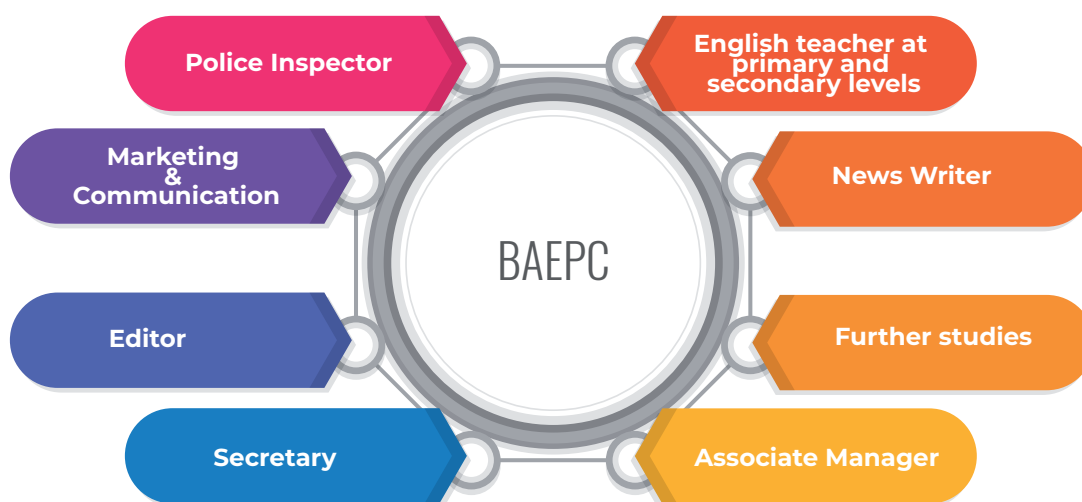 Police Inspector
English teacher at
primary and
secondary levels
Marketing
&
Communication
News Writer
BAEPC
Editor
Further studies
Secretary
Associate Manager